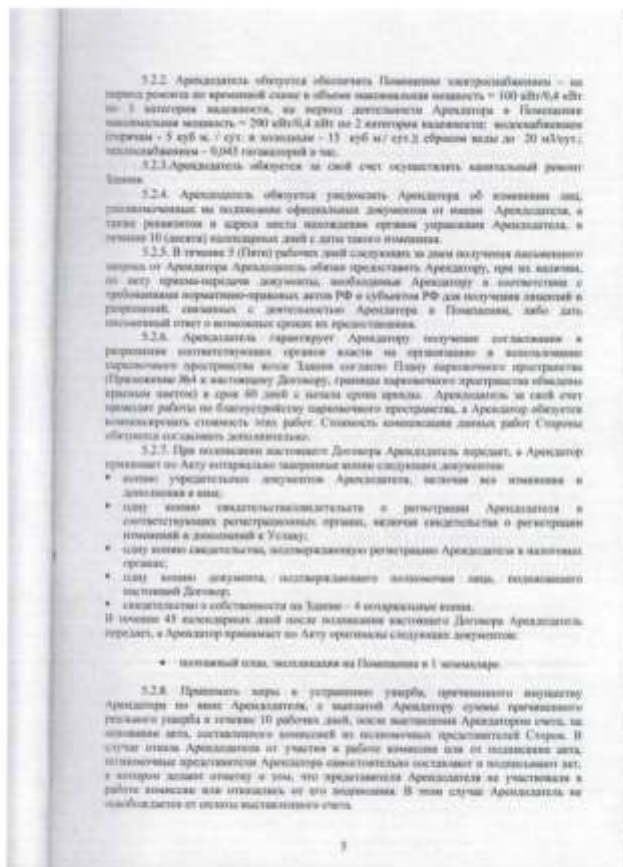 5.2.2. Арендодатель обязуется обеспечить Помещение электроснабжением – на
период ремонта по временной схеме в объеме максимальная мощность = 100 кВт/0,4 кВт
по 3 категории надежности, на период деятельности Арендатора в Помещении
максимальная мощность = 290 кВт/0,4 кВт по 2 категории надежности; водоснабжением
(горячим - 5 куб м. / сут. и холодным - 15 куб м./ сут.), сбросом воды до 20 м3/сут.;
теплоснабжением – 0,043 гигакалорий в час.
5.2.3.Арендодатель обязуется за свой счет осуществить капитальный ремонт
Здания.
5.2.4. Арендодатель обязуется уведомлять Арендатора об изменении лиц,
уполномоченных на подписание официальных документов от имени Арендодателя, а
также реквизитов и адреса места нахождения органов управления Арендодателя, в
течение 10 (десяти) календарных дней с даты такого изменения.
5.2.5. В течение 5 (Пяти) рабочих дней следующих за днем получения письменного
запроса от Арендатора Арендодатель обязан предоставить Арендатору, при их наличии,
по акту приема-передачи документы, необходимые Арендатору в соответствии с
требованиями нормативно-правовых актов РФ и субъектов РФ для получения лицензий и
разрешений, связанных с деятельностью Арендатора в Помещении, либо дать
письменный ответ о возможных сроках их предоставления.
5.2.6. Арендодатель гарантирует Арендатору получение согласования и
разрешения соответствующих органов власти на организацию и использование
парковочного пространства возле Здания согласно Плану парковочного пространства
(Приложение №4 к настоящему Договору, границы парковочного пространства обведены
красным цветом) в срок 60 дней с начала срока аренды. Арендодатель за свой счет
проводит работы по благоустройству парковочного пространства, а Арендатор обязуется
компенсировать стоимость этих работ. Стоимость компенсации данных работ Стороны
обязуются согласовать дополнительно.
5.2.7. При подписании настоящего Договора Арендодатель передает, а Арендатор
принимает по Акту нотариально заверенные копии следующих документов:
• копию учредительных документов Арендодателя, включая все изменения и
дополнения к ним;
• одну копию свидетельства/свидетельств о регистрации Арендодателя в
соответствующих регистрационных органах, включая свидетельства о регистрации
изменений и дополнений к Уставу;
• одну копию свидетельства, подтверждающую регистрацию Арендодателя в налоговых
органах;
• одну копию документа, подтверждающего полномочия лица, подписавшего
настоящий Договор;
• свидетельство о собственности на Здание – 4 нотариальные копии.
В течение 45 календарных дней после подписания настоящего Договора Арендодатель
передает, а Арендатор принимает по Акту оригиналы следующих документов:
• поэтажный план, экспликация на Помещения в 1 экземпляре.
5.2.8. Принимать меры к устранению ущерба, причиненного имуществу
Арендатора по вине Арендодателя, с выплатой Арендатору суммы причиненного
реального ущерба в течение 10 рабочих дней, после выставления Арендатором счета, на
основании акта, составленного комиссией из полномочных представителей Сторон. В
случае отказа Арендодателя от участия в работе комиссии или от подписания акта,
полномочные представители Арендатора самостоятельно составляют и подписывают акт,
в котором делают отметку о том, что представители Арендодателя не участвовали в
работе комиссии или отказались от его подписания. В этом случае Арендодатель не
освобождается от оплаты выставленного счета.
5